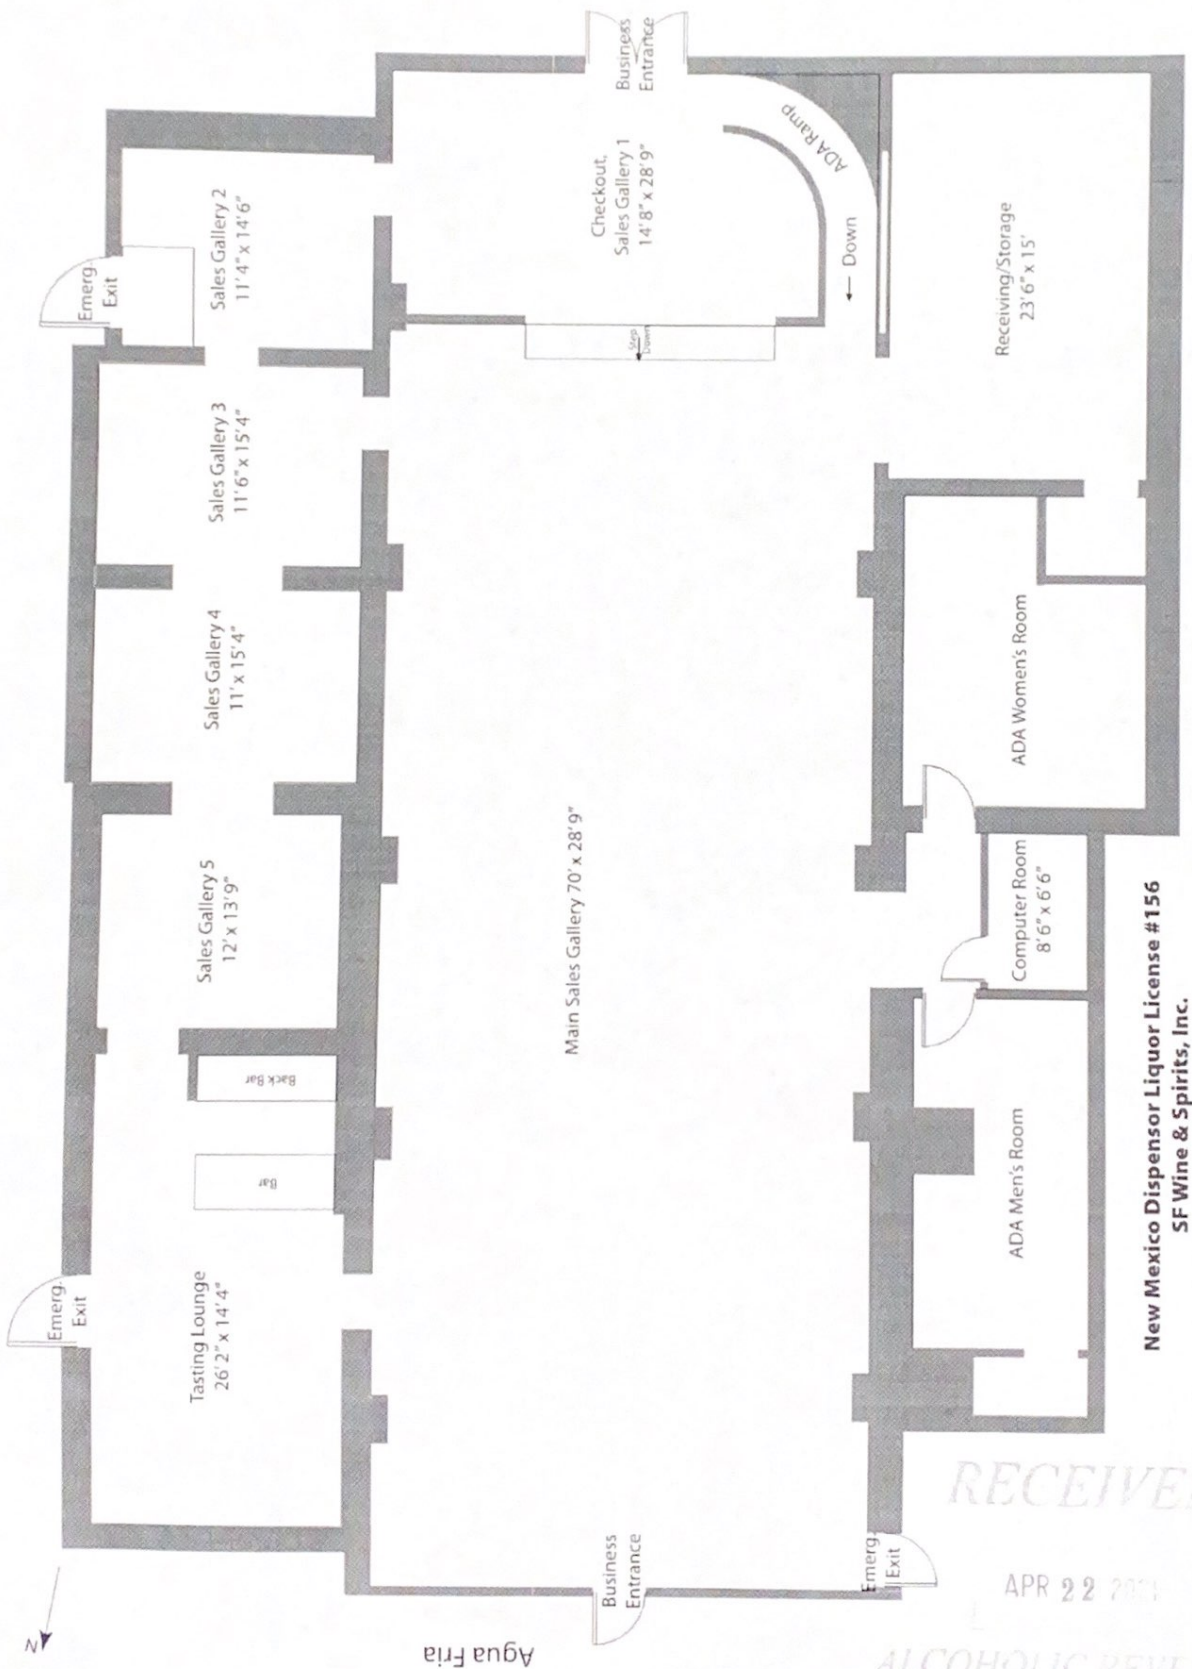 Business
Entrance
Emerg.
Exit
Sales Gallery 2
11'4" x 14'6"
Checkout,
Sales Gallery 1
14'8" x 28'9"
ADA Ramp
← Down
Step
Down
Receiving/Storage
23'6" x 15'
Sales Gallery 3
11'6" x 15'4"
Sales Gallery 4
11' x 15'4"
Sales Gallery 5
12' x 13'9"
Main Sales Gallery 70' x 28'9"
ADA Women's Room
Computer Room
8'6" x 6'6"
Back Bar
Bar
Tasting Lounge
26'2" x 14'4"
Emerg.
Exit
ADA Men's Room
Business
Entrance
Emerg.
Exit
Agua Fria
N
New Mexico Dispensor Liquor License #156
SF Wine & Spirits, Inc.
RECEIVE
APR 22
ALCOHOLIC